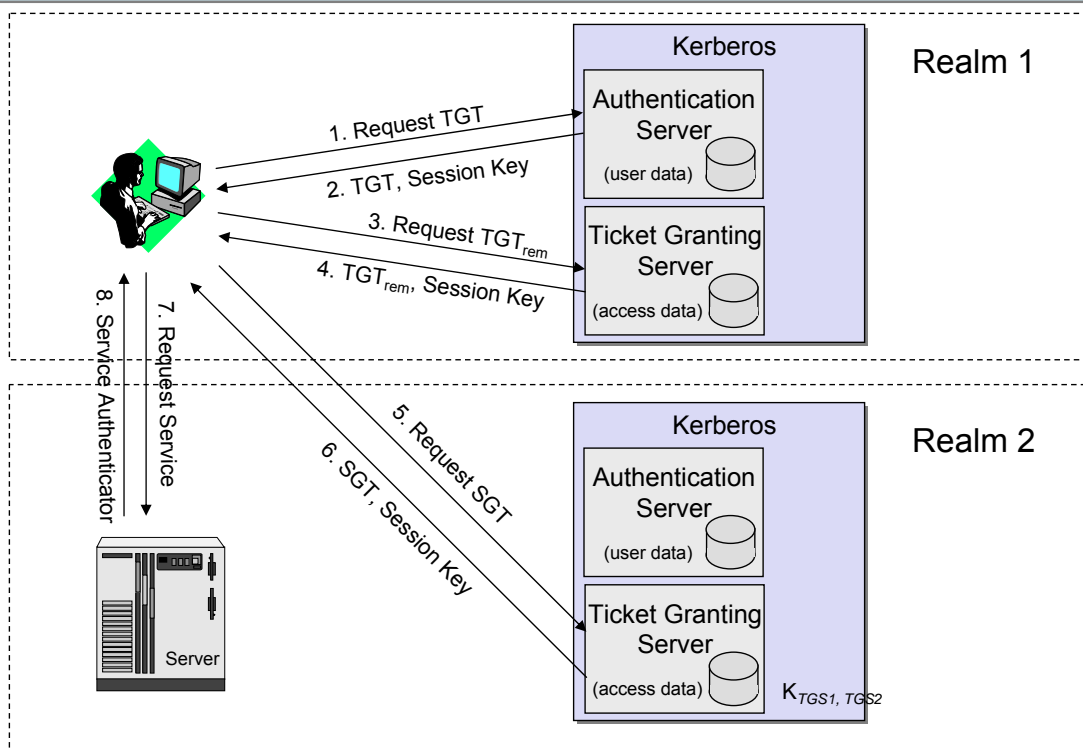 Kerberos
Realm 1
Authentication
Server
(user data)
1. Request TGT
2. TGT, Session Key
3. Request TGTrem
4. TGTrem, Session Key
Ticket Granting
Server
(access data)
8. Service Authenticator
7. Request Service
5. Request SGT
6. SGT, Session Key
Kerberos
Realm 2
Authentication
Server
(user data)
Ticket Granting
Server
(access data)
KTGS1, TGS2
Server